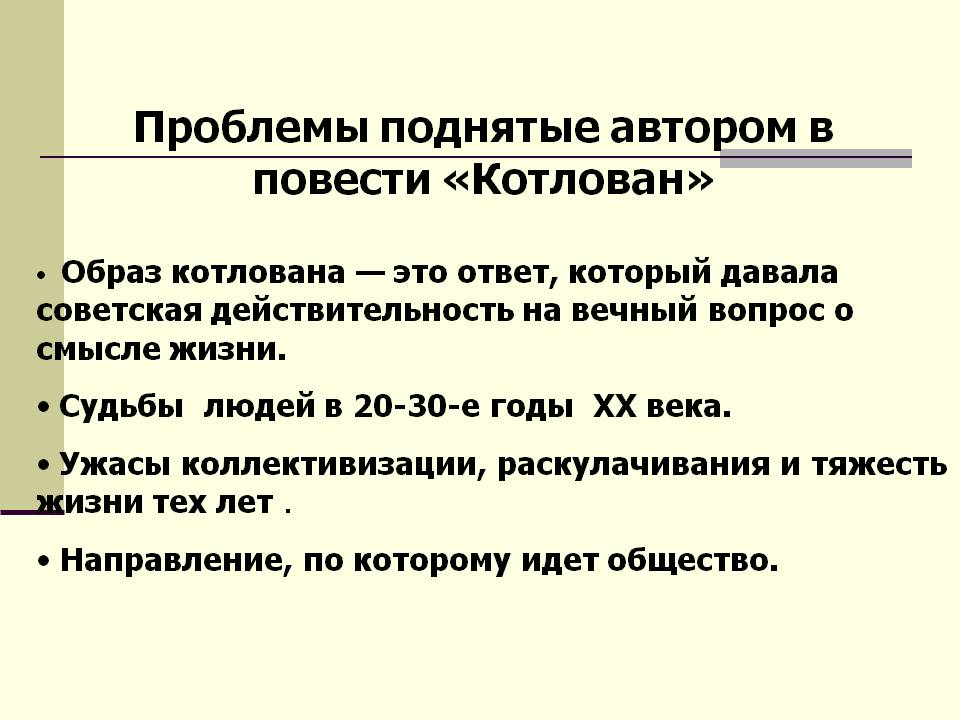 Проблемы поднятые автором в
повести «Котлован»
• Образ котлована — это ответ, который давала
советская действительность на вечный вопрос о
смысле жизни.
• Судьбы людей в 20-30-е годы XX века.
• Ужасы коллективизации, раскулачивания и тяжесть
жизни тех лет .
• Направление, по которому идет общество.